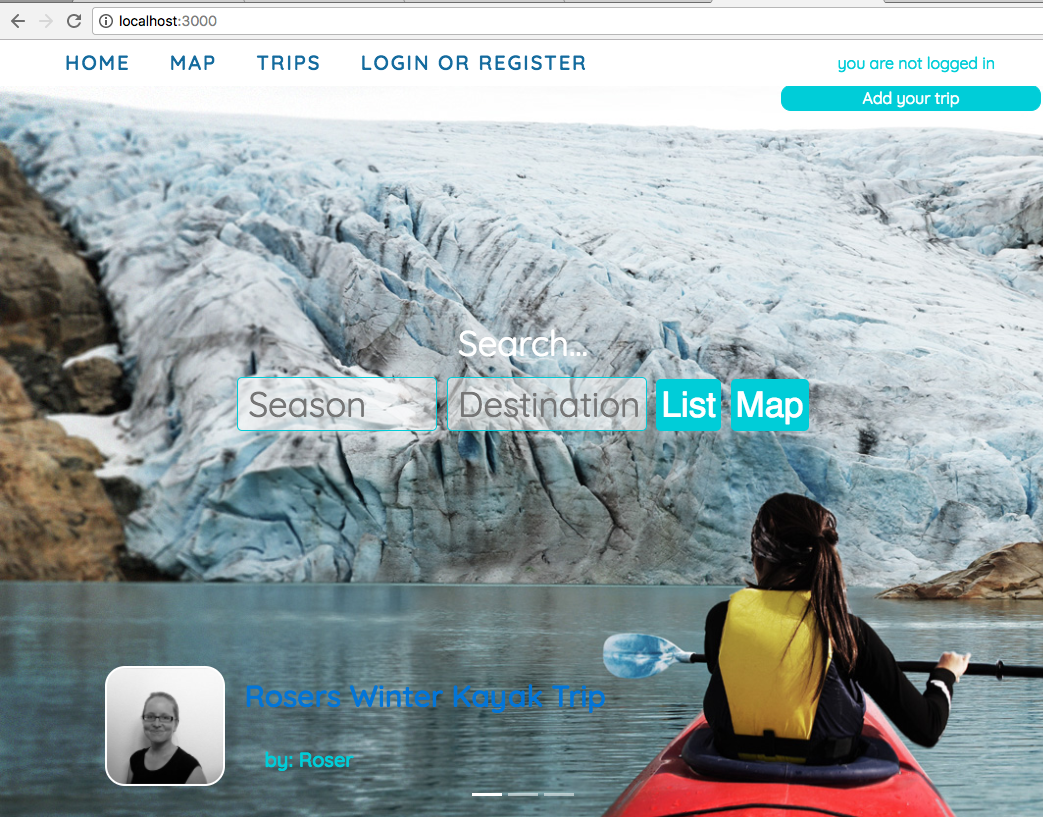 localhost:3000
HOME MAP TRIPS LOGIN OR REGISTER you are not logged in
Add your trip
Search...
Season Destination List Map
Rosers Winter Kayak Trip
by: Roser